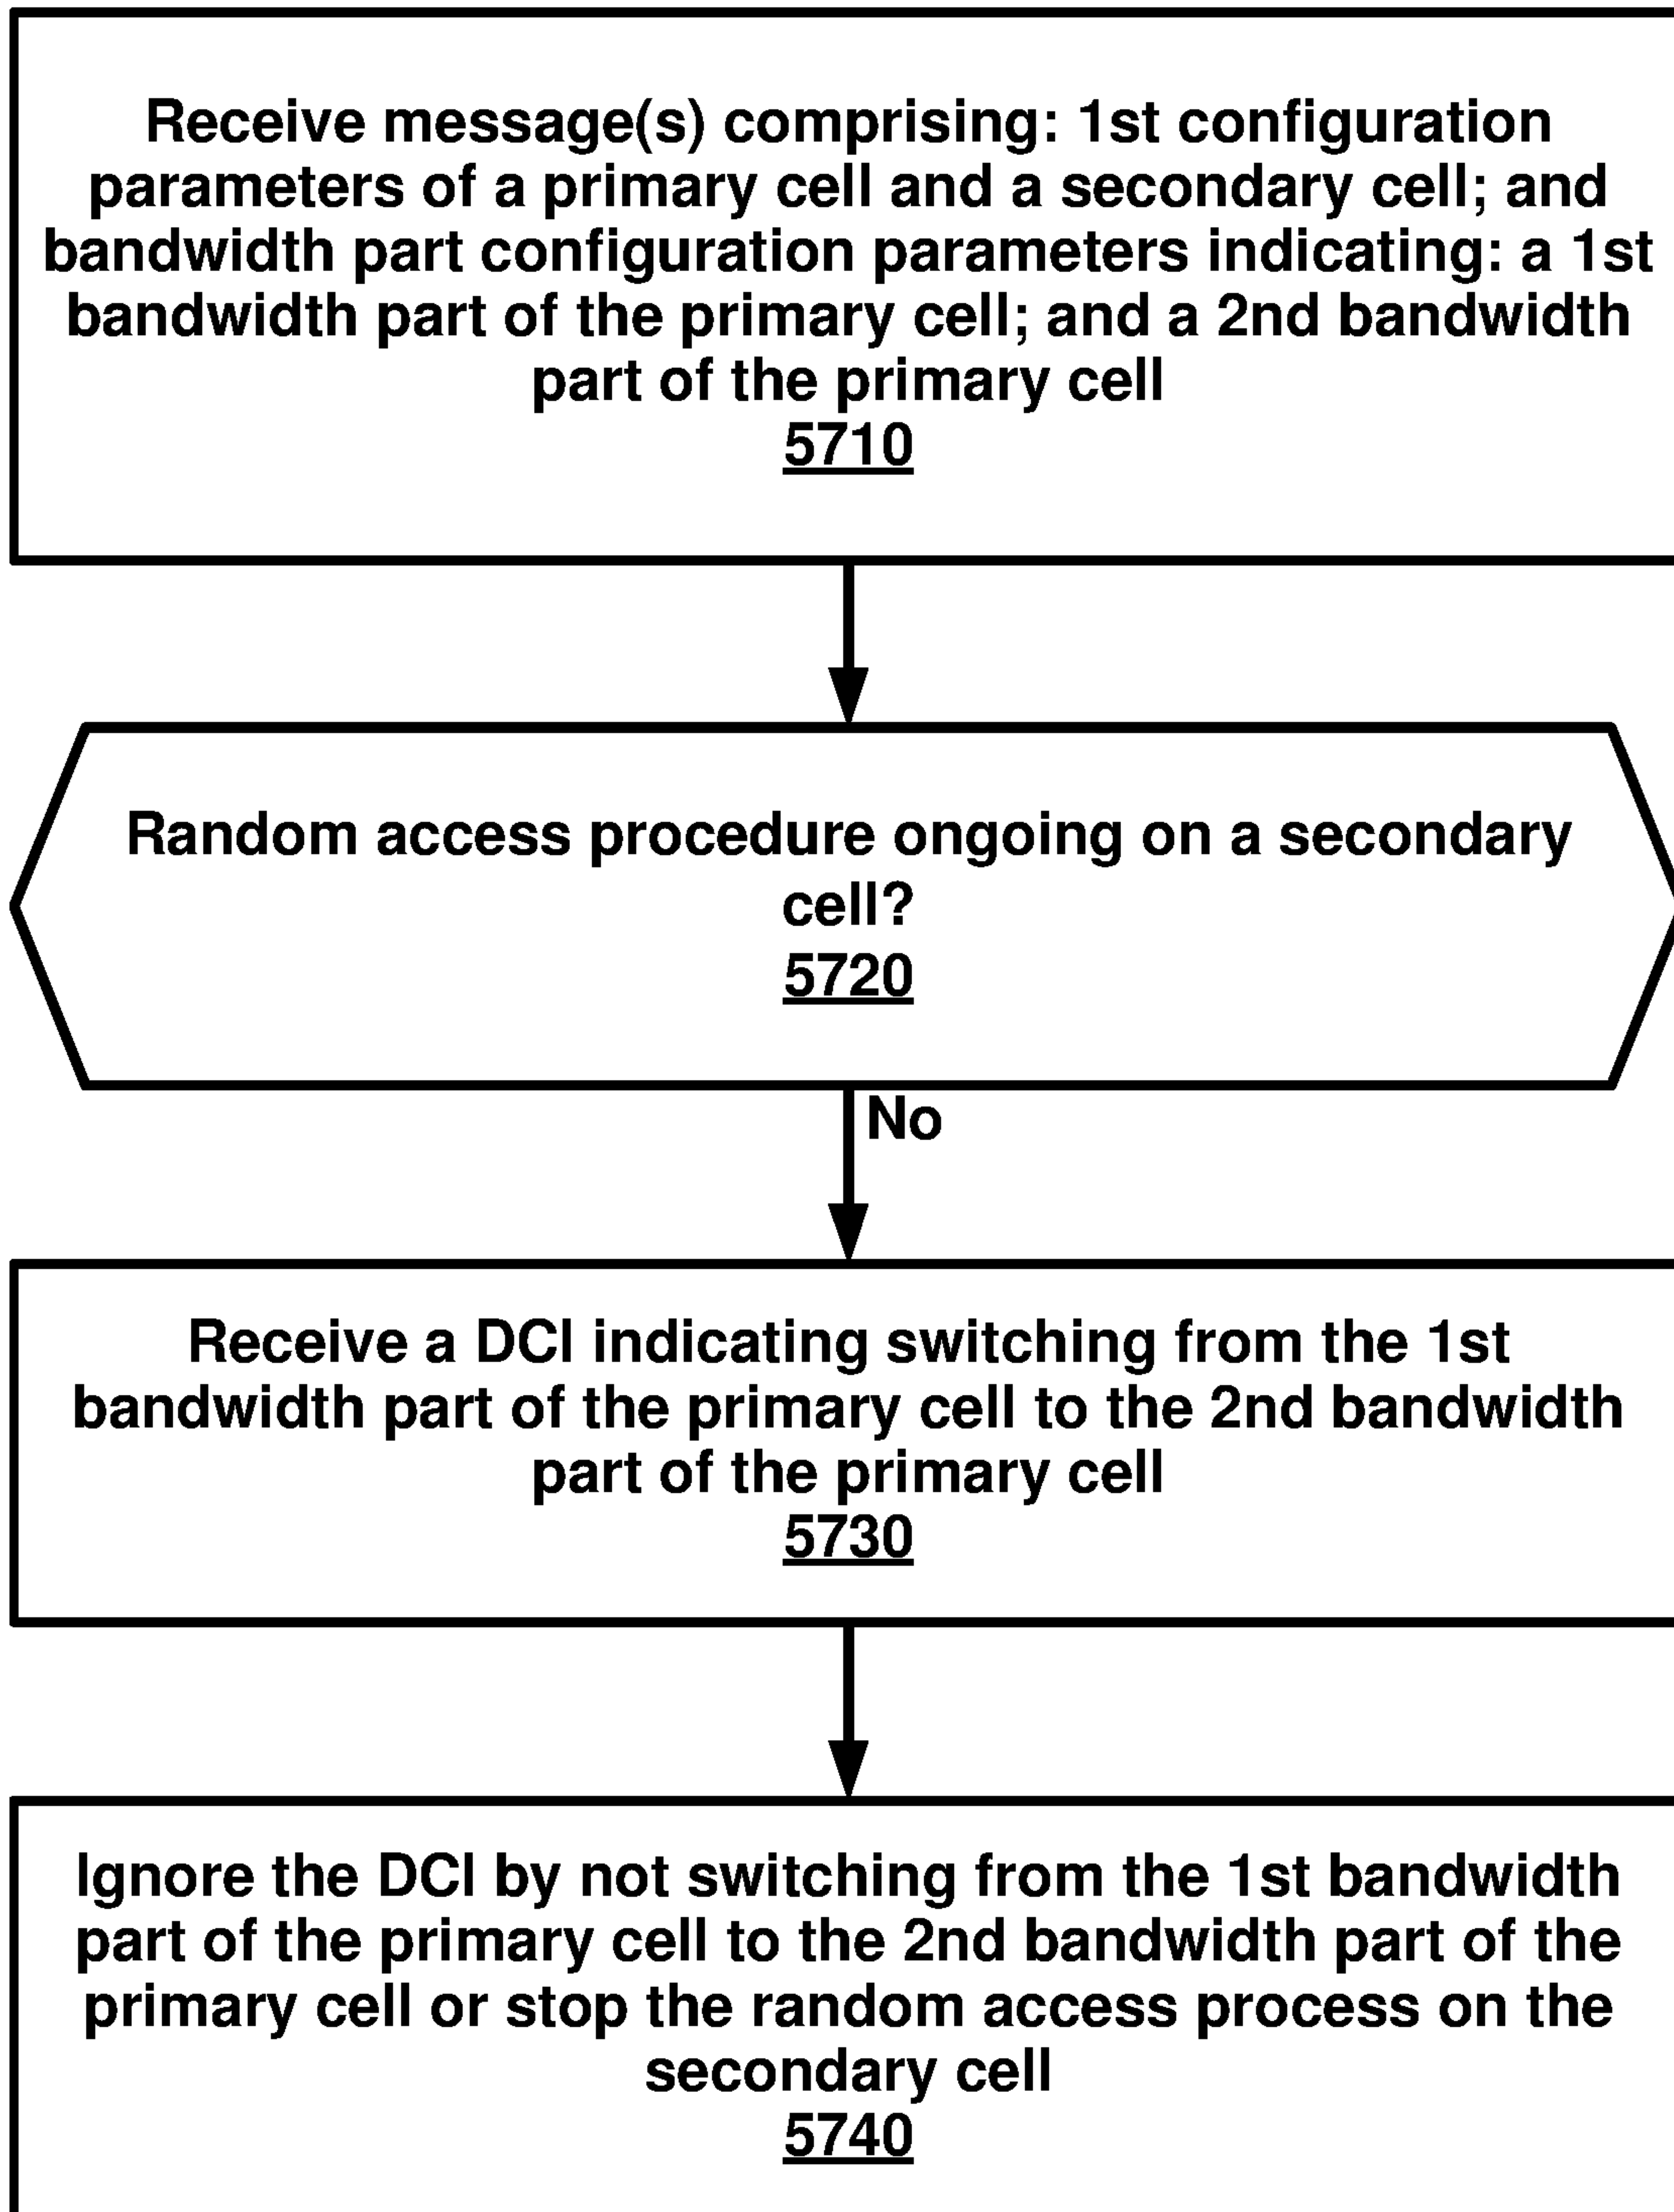 Receive message(s) comprising: 1st configuration
parameters of a primary cell and a secondary cell; and
bandwidth part configuration parameters indicating: a 1st
bandwidth part of the primary cell; and a 2nd bandwidth
part of the primary cell
5710
Random access procedure ongoing on a secondary
cell?
5720
No
Receive a DCI indicating switching from the 1st
bandwidth part of the primary cell to the 2nd bandwidth
part of the primary cell
5730
Ignore the DCI by not switching from the 1st bandwidth
part of the primary cell to the 2nd bandwidth part of the
primary cell or stop the random access process on the
secondary cell
5740